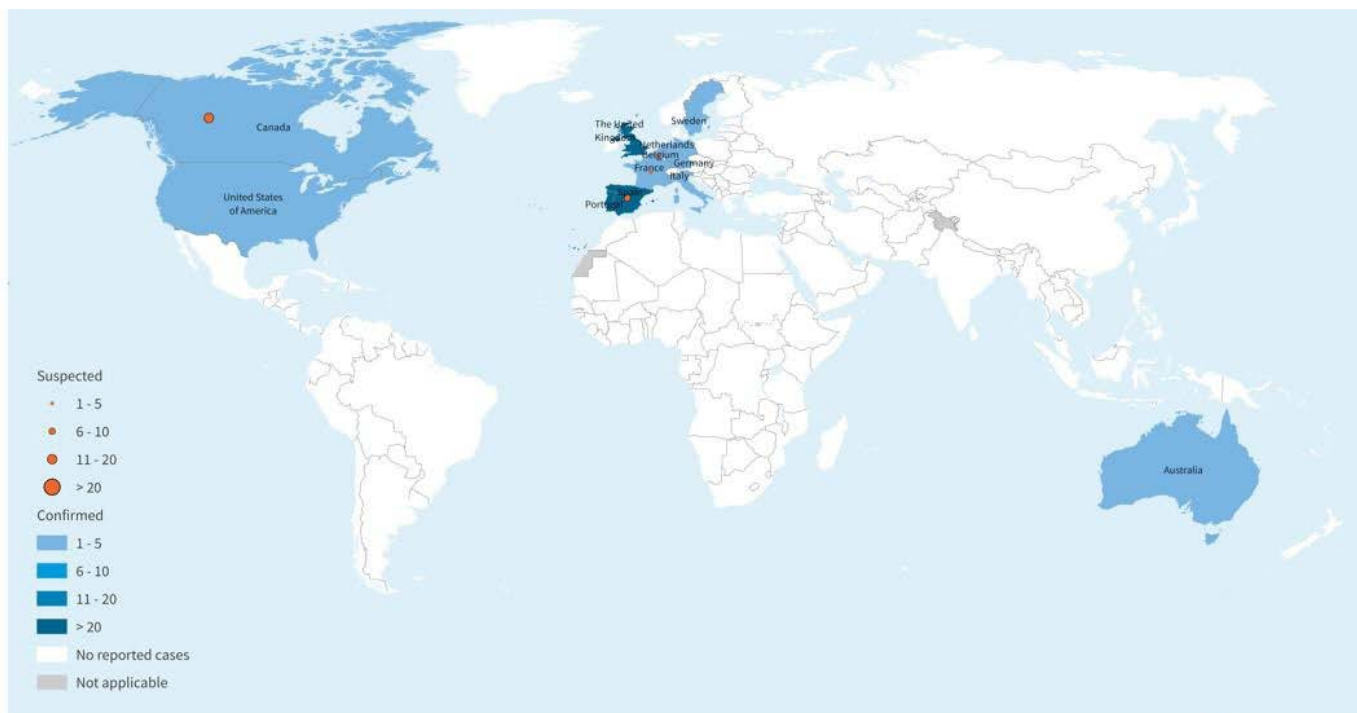 Canada
United States
of America
The United
Kingdom
Sweden
Netherlands
Belgium
Germany
France
Italy
Spain
Portugal
Australia
Suspected
1 - 5
6 - 10
11 - 20
> 20
Confirmed
1 - 5
6 - 10
11 - 20
> 20
No reported cases
Not applicable